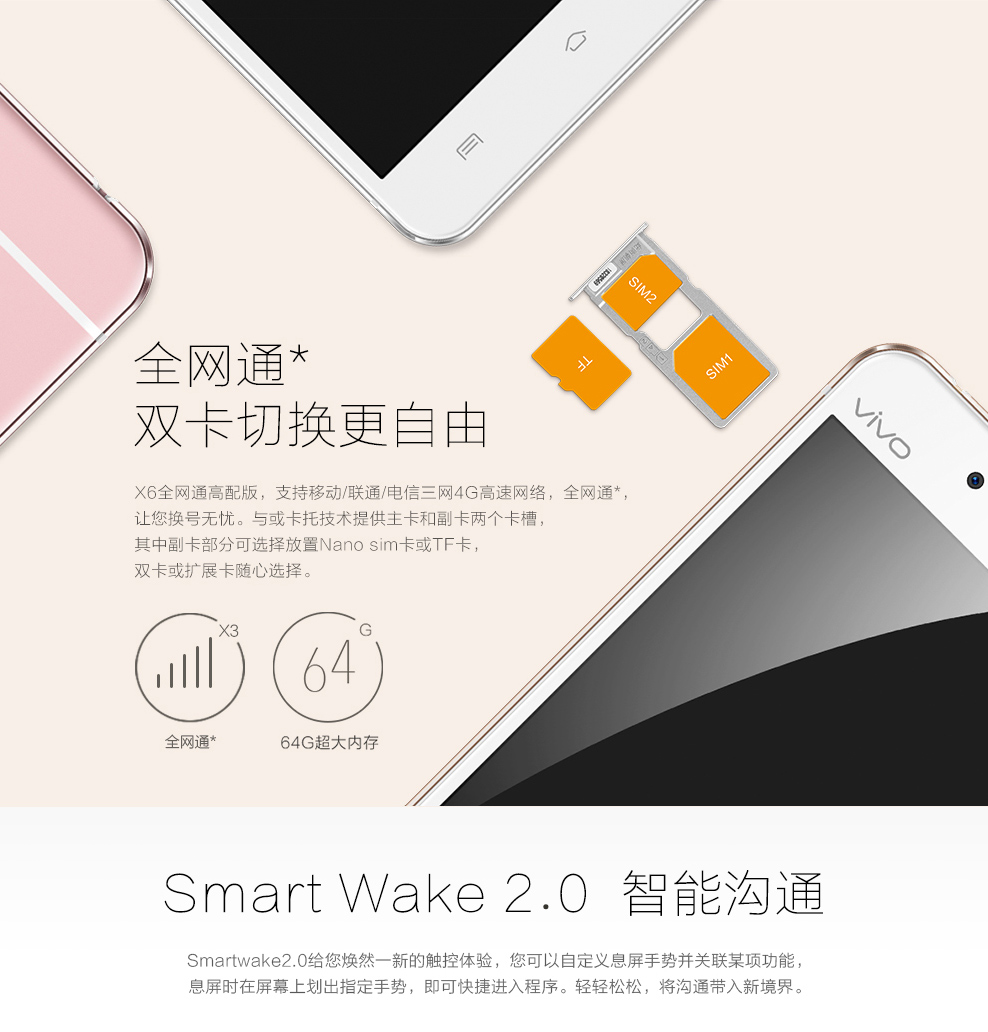 SIM2
TF
SIM1
vivo
全网通*
双卡切换更自由
X6全网通高配版，支持移动/联通/电信三网4G高速网络，全网通*，
让您换号无忧。与或卡托技术提供主卡和副卡两个卡槽，
其中副卡部分可选择放置Nano sim卡或TF卡，
双卡或扩展卡随心选择。
X3
64 G
全网通*
64G超大内存
Smart Wake 2.0 智能沟通
Smartwake2.0给您焕然一新的触控体验，您可以自定义息屏手势并关联某项功能，
息屏时在屏幕上划出指定手势，即可快捷进入程序。轻轻松松，将沟通带入新境界。